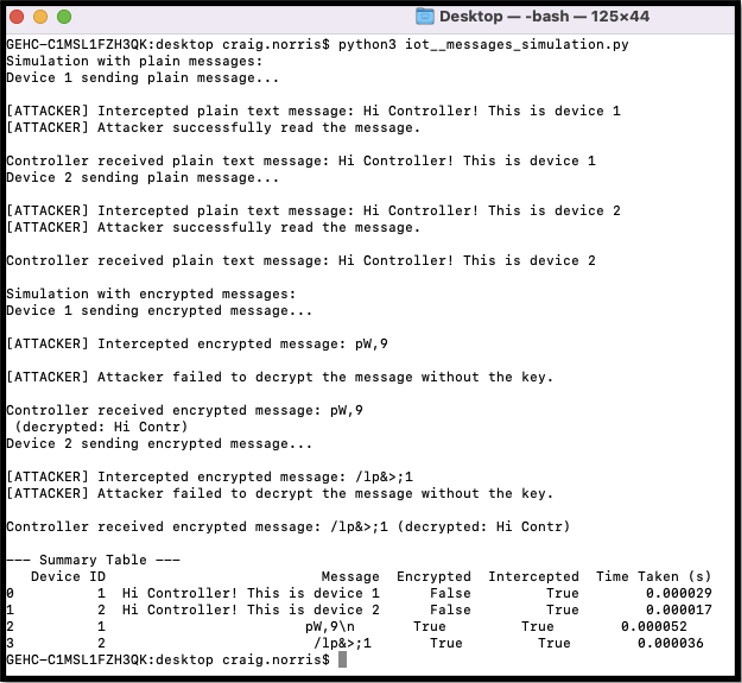 Desktop — -bash — 125×44
GEHC-C1MSL1FZH3QK:desktop craig.norris$ python3 iot__messages_simulation.py
Simulation with plain messages:
Device 1 sending plain message...
[ATTACKER] Intercepted plain text message: Hi Controller! This is device 1
[ATTACKER] Attacker successfully read the message.
Controller received plain text message: Hi Controller! This is device 1
Device 2 sending plain message...
[ATTACKER] Intercepted plain text message: Hi Controller! This is device 2
[ATTACKER] Attacker successfully read the message.
Controller received plain text message: Hi Controller! This is device 2
Simulation with encrypted messages:
Device 1 sending encrypted message...
[ATTACKER] Intercepted encrypted message: pW,9
[ATTACKER] Attacker failed to decrypt the message without the key.
Controller received encrypted message: pW,9
(decrypted: Hi Contr)
Device 2 sending encrypted message...
[ATTACKER] Intercepted encrypted message: /lp&>;1
[ATTACKER] Attacker failed to decrypt the message without the key.
Controller received encrypted message: /lp&>;1 (decrypted: Hi Contr)
--- Summary Table ---
Device ID Message Encrypted Intercepted Time Taken (s)
0 1 Hi Controller! This is device 1 False True 0.000029
1 2 Hi Controller! This is device 2 False True 0.000017
2 1 pW,9\n True True 0.000052
3 2 /lp&>;1 True True 0.000036
GEHC-C1MSL1FZH3QK:desktop craig.norris$